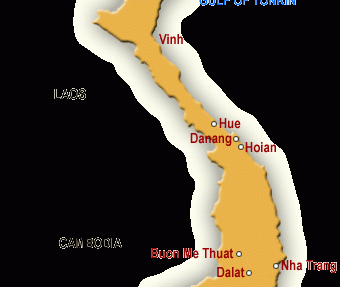 GULF OF TONKIN
Vinh
LAOS
Hue
Danang
Hoian
CAMBODIA
Buon Me Thuat
Nha Trang
Dalat